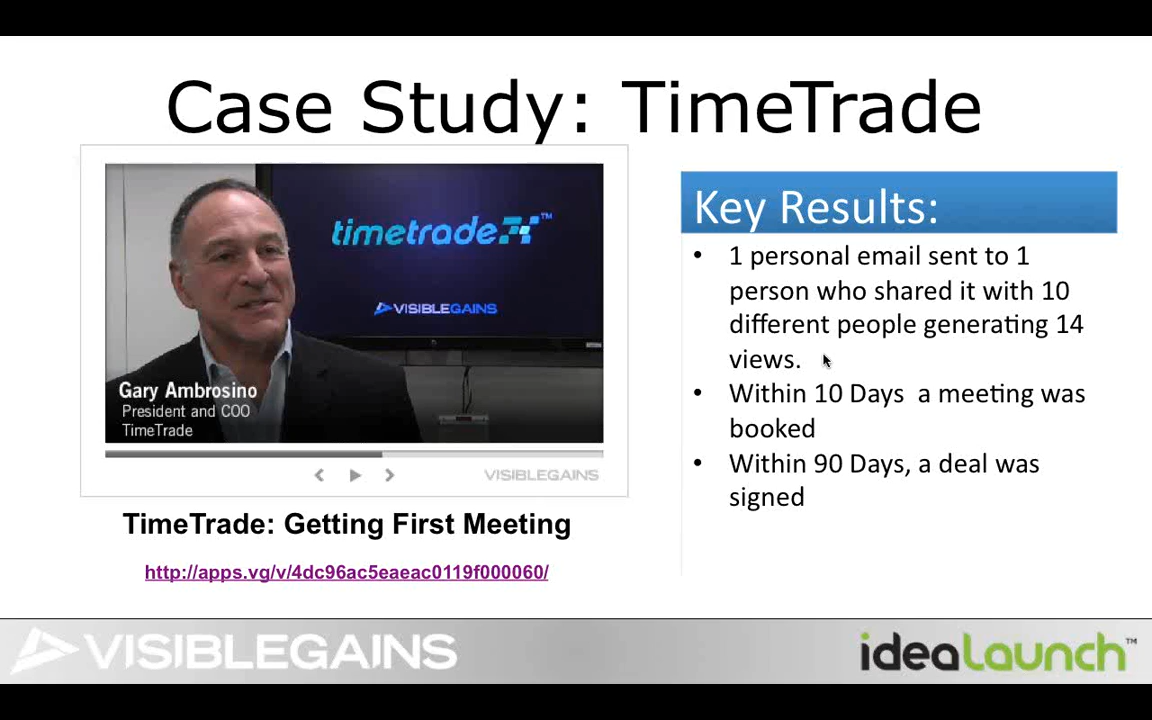 Case Study: TimeTrade
timetrade™
VISIBLEGAINS
Gary Ambrosino
President and COO
TimeTrade
VISIBLEGAINS
TimeTrade: Getting First Meeting
http://apps.vg/v/4dc96ac5eaeac0119f000060/
Key Results:
• 1 personal email sent to 1
person who shared it with 10
different people generating 14
views.
• Within 10 Days a meeting was
booked
• Within 90 Days, a deal was
signed
VISIBLEGAINS
idealaunch™